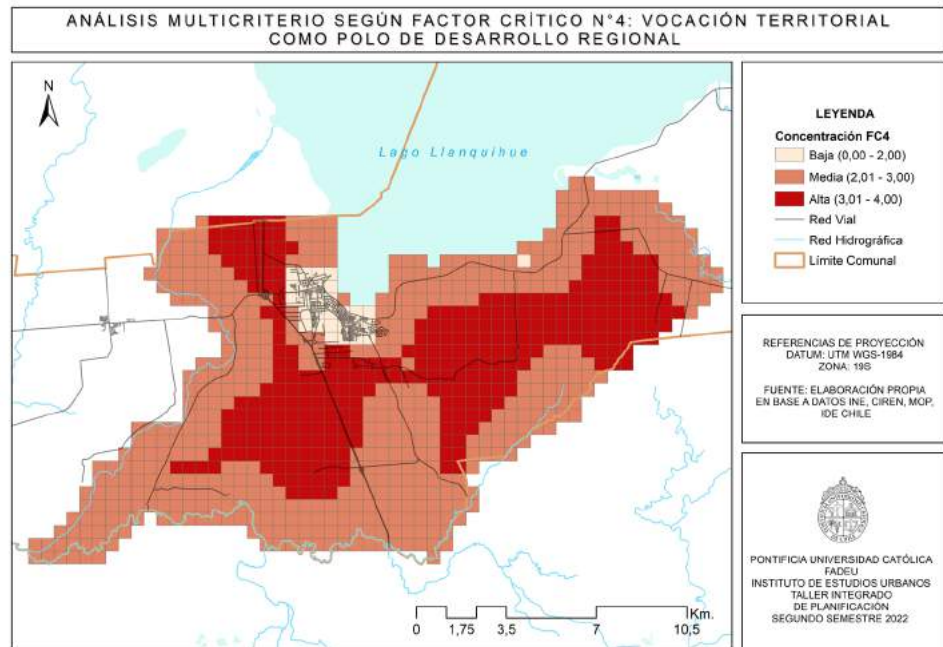 ANÁLISIS MULTICRITERIO SEGÚN FACTOR CRÍTICO N°4: VOCACIÓN TERRITORIAL
COMO POLO DE DESARROLLO REGIONAL
N
Lago Llanquihue
Km.
0 1,75 3,5 7 10,5
LEYENDA
Concentración FC4
Baja (0,00 - 2,00)
Media (2,01 - 3,00)
Alta (3,01 - 4,00)
Red Vial
Red Hidrográfica
Límite Comunal
REFERENCIAS DE PROYECCIÓN
DATUM: UTM WGS-1984
ZONA: 19S
FUENTE: ELABORACIÓN PROPIA
EN BASE A DATOS INE, CIREN, MOP,
IDE CHILE
PONTIFICIA UNIVERSIDAD CATÓLICA
FADEU
INSTITUTO DE ESTUDIOS URBANOS
TALLER INTEGRADO
DE PLANIFICACIÓN
SEGUNDO SEMESTRE 2022